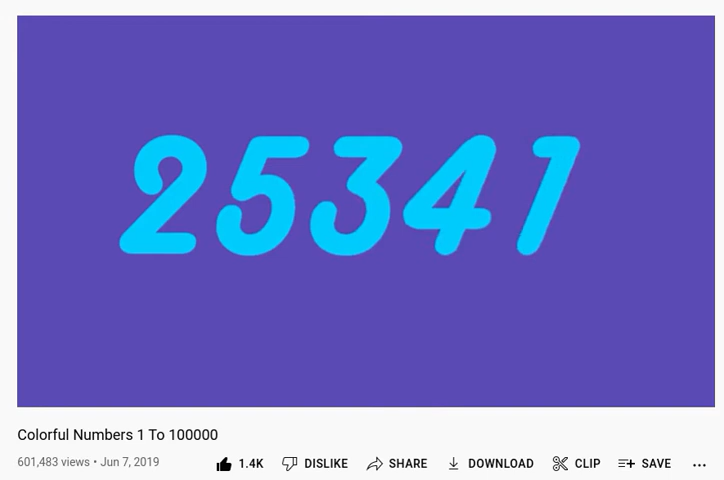 25341
Colorful Numbers 1 To 100000
601,483 views • Jun 7, 2019 1.4K DISLIKE SHARE DOWNLOAD CLIP SAVE